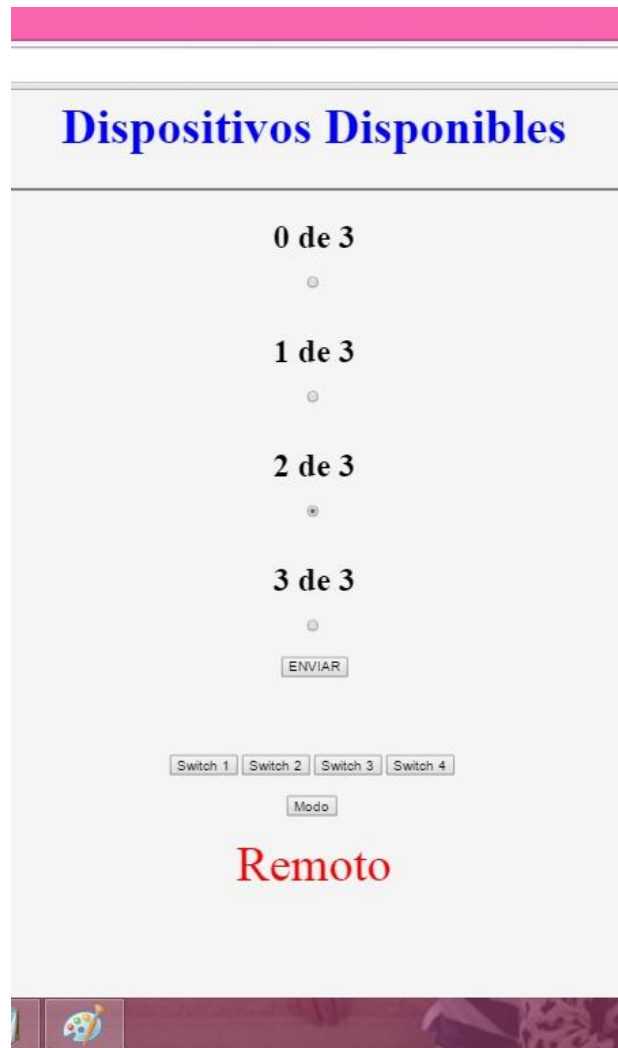 Dispositivos Disponibles
0 de 3
1 de 3
2 de 3
3 de 3
ENVIAR
Switch 1 Switch 2 Switch 3 Switch 4
Modo
Remoto